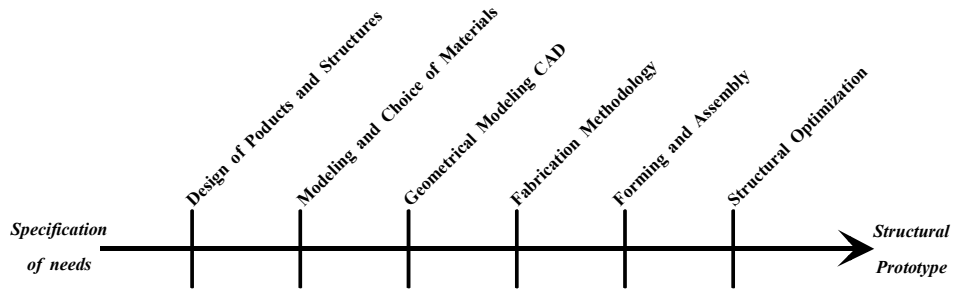 Design of Poducts and Structures
Modeling and Choice of Materials
Geometrical Modeling CAD
Fabrication Methodology
Forming and Assembly
Structural Optimization
Specification
of needs
Structural
Prototype